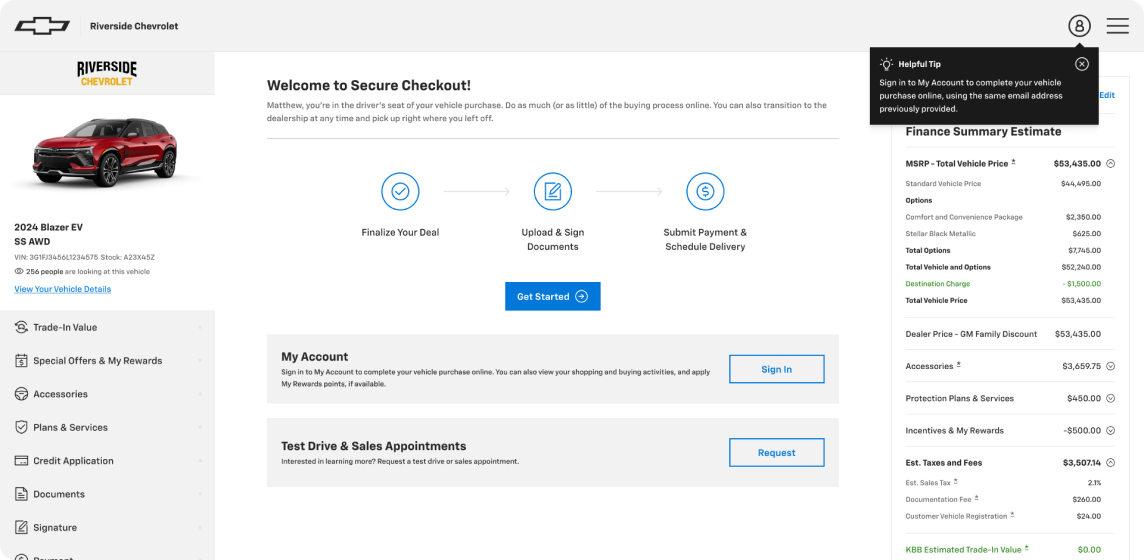 Riverside Chevrolet
8
RIVERSIDE
CHEVROLET
2024 Blazer EV
SS AWD
VIN: 3G1FJ3456L1234575 Stock: A23X45Z
256 people are looking at this vehicle
View Your Vehicle Details
Trade-In Value
Special Offers & My Rewards
Accessories
Plans & Services
Credit Application
Documents
Signature
Payment
Welcome to Secure Checkout!
Matthew, you're in the driver's seat of your vehicle purchase. Do as much (or as little) of the buying process online. You can also transition to the
dealership at any time and pick up right where you left off.
Finalize Your Deal
Upload & Sign
Documents
$
Submit Payment &
Schedule Delivery
Get Started
My Account
Sign in to My Account to complete your vehicle purchase online. You can also view your shopping and buying activities, and apply
My Rewards points, if available.
Sign In
Test Drive & Sales Appointments
Interested in learning more? Request a test drive or sales appointment.
Request
Helpful Tip
Sign in to My Account to complete your vehicle
purchase online, using the same email address
previously provided.
Edit
Finance Summary Estimate
MSRP - Total Vehicle Price ± $53,435.00
Standard Vehicle Price $44,495.00
Options
Comfort and Convenience Package $2,350.00
Stellar Black Metallic $625.00
Total Options $7,745.00
Total Vehicle and Options $52,240.00
Destination Charge - $1,500.00
Total Vehicle Price $53,435.00
Dealer Price - GM Family Discount $53,435.00
Accessories ± $3,659.75
Protection Plans & Services $450.00
Incentives & My Rewards -$500.00
Est. Taxes and Fees $3,507.14
Est. Sales Tax ± 2.1%
Documentation Fee ± $260.00
Customer Vehicle Registration ± $24.00
KBB Estimated Trade-In Value ± $0.00